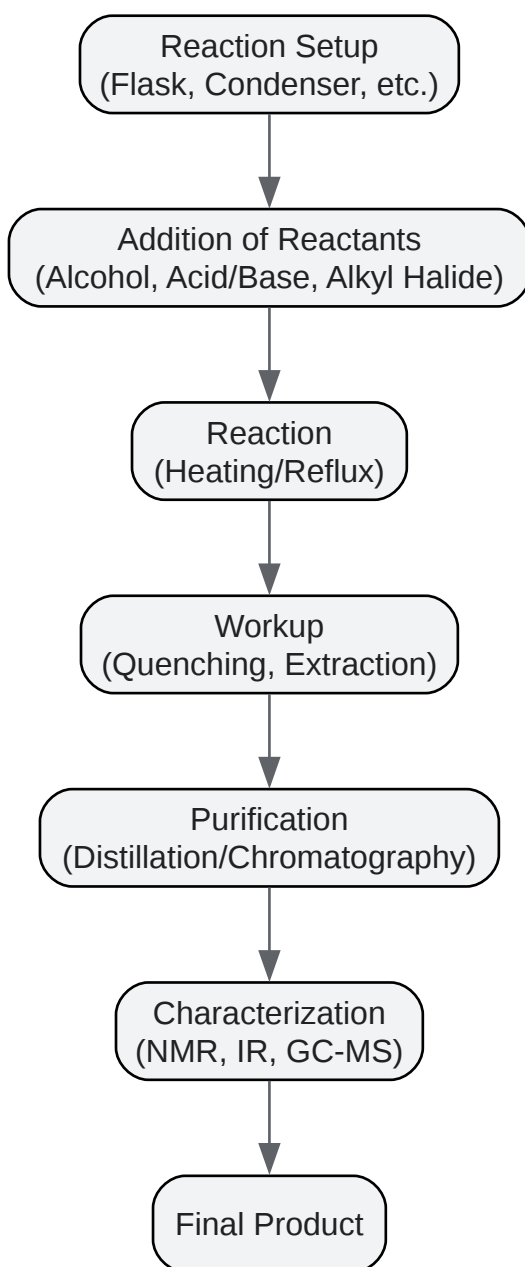 Reaction Setup
(Flask, Condenser, etc.)
Addition of Reactants
(Alcohol, Acid/Base, Alkyl Halide)
Reaction
(Heating/Reflux)
Workup
(Quenching, Extraction)
Purification
(Distillation/Chromatography)
Characterization
(NMR, IR, GC-MS)
Final Product